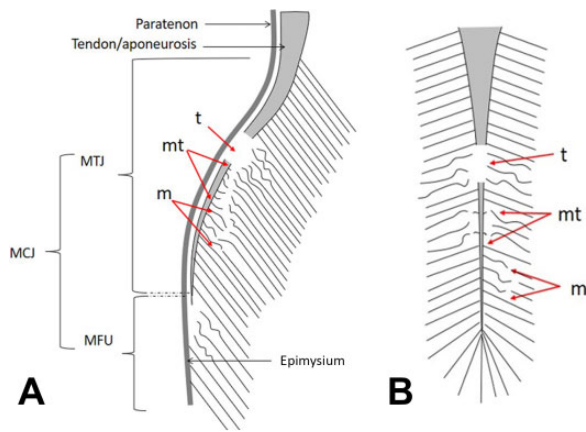 Paratenon
Tendon/aponeurosis
t
mt
MTJ
m
MCJ
MFU
Epimysium
A
t
mt
m
B